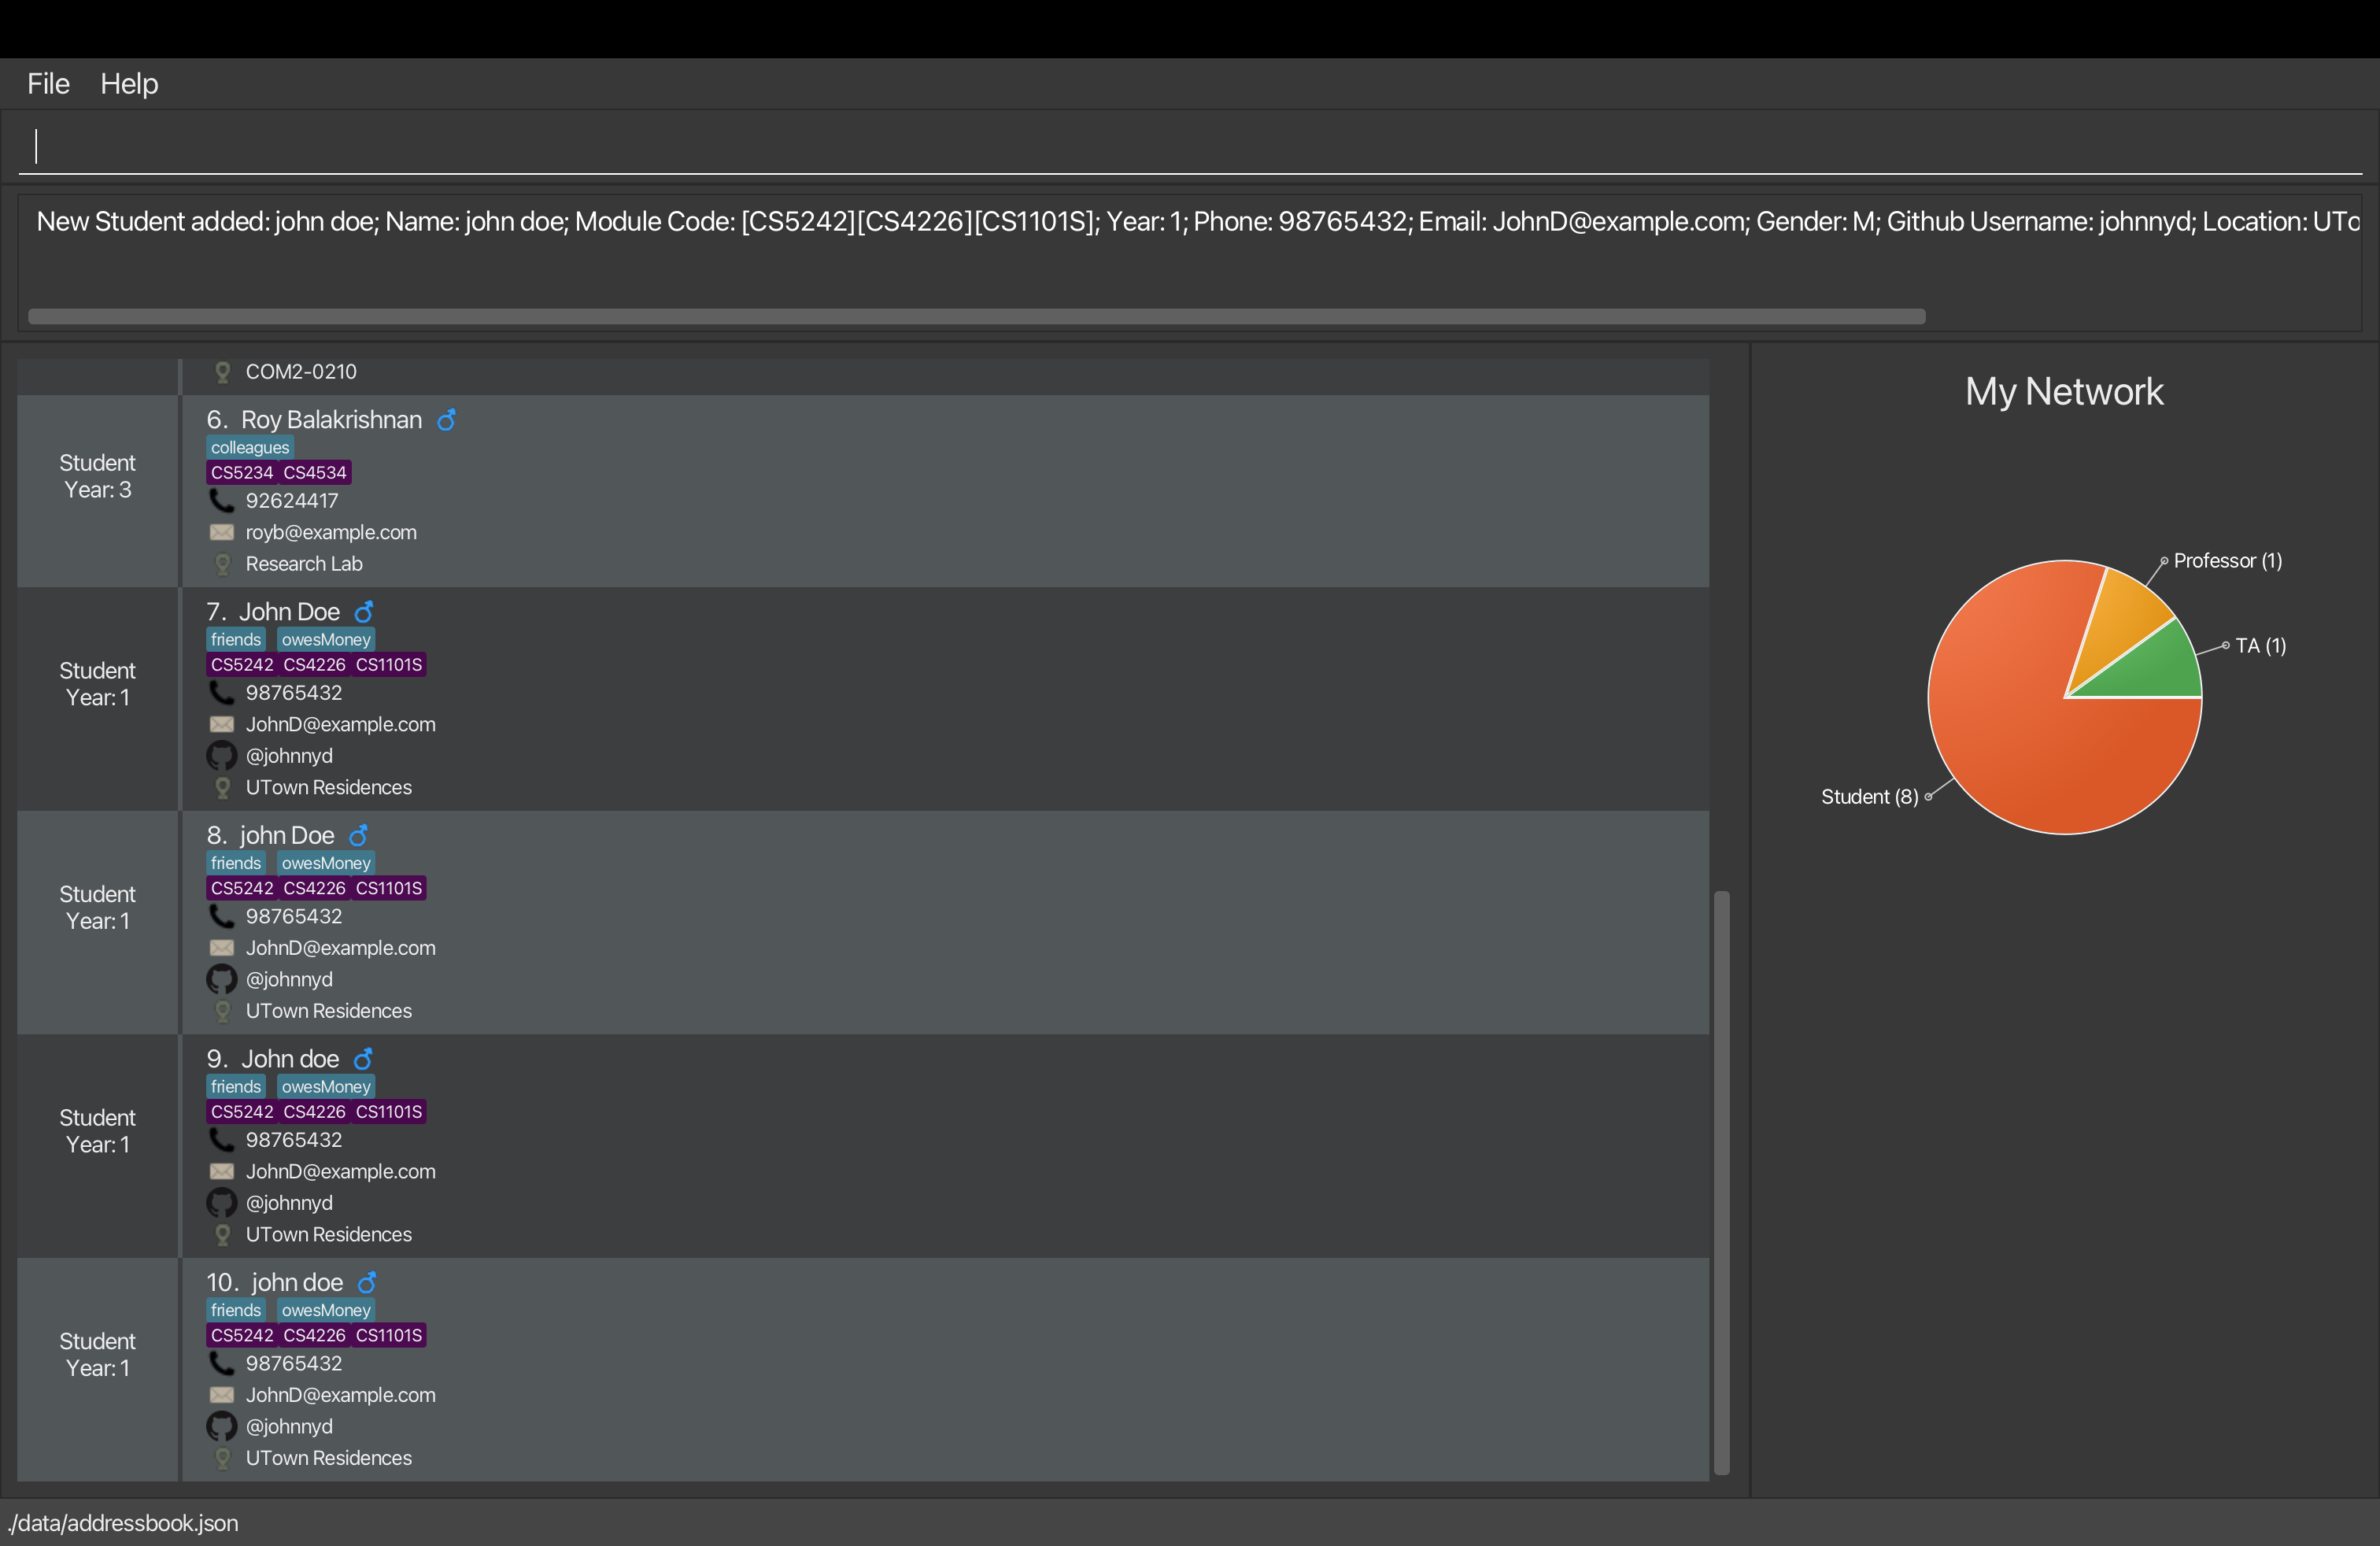 File Help
New Student added: john doe; Name: john doe; Module Code: [CS5242][CS4226][CS1101S]; Year: 1; Phone: 98765432; Email: JohnD@example.com; Gender: M; Github Username: johnnyd; Location: UTo
COM2-0210
Student
Year: 3
6. Roy Balakrishnan
colleagues
CS5234 CS4534
92624417
royb@example.com
Research Lab
Student
Year: 1
7. John Doe
friends owesMoney
CS5242 CS4226 CS1101S
98765432
JohnD@example.com
@johnnyd
UTown Residences
Student
Year: 1
8. john Doe
friends owesMoney
CS5242 CS4226 CS1101S
98765432
JohnD@example.com
@johnnyd
UTown Residences
Student
Year: 1
9. John doe
friends owesMoney
CS5242 CS4226 CS1101S
98765432
JohnD@example.com
@johnnyd
UTown Residences
Student
Year: 1
10. john doe
friends owesMoney
CS5242 CS4226 CS1101S
98765432
JohnD@example.com
@johnnyd
UTown Residences
My Network
Professor (1)
TA (1)
Student (8)
./data/addressbook.json